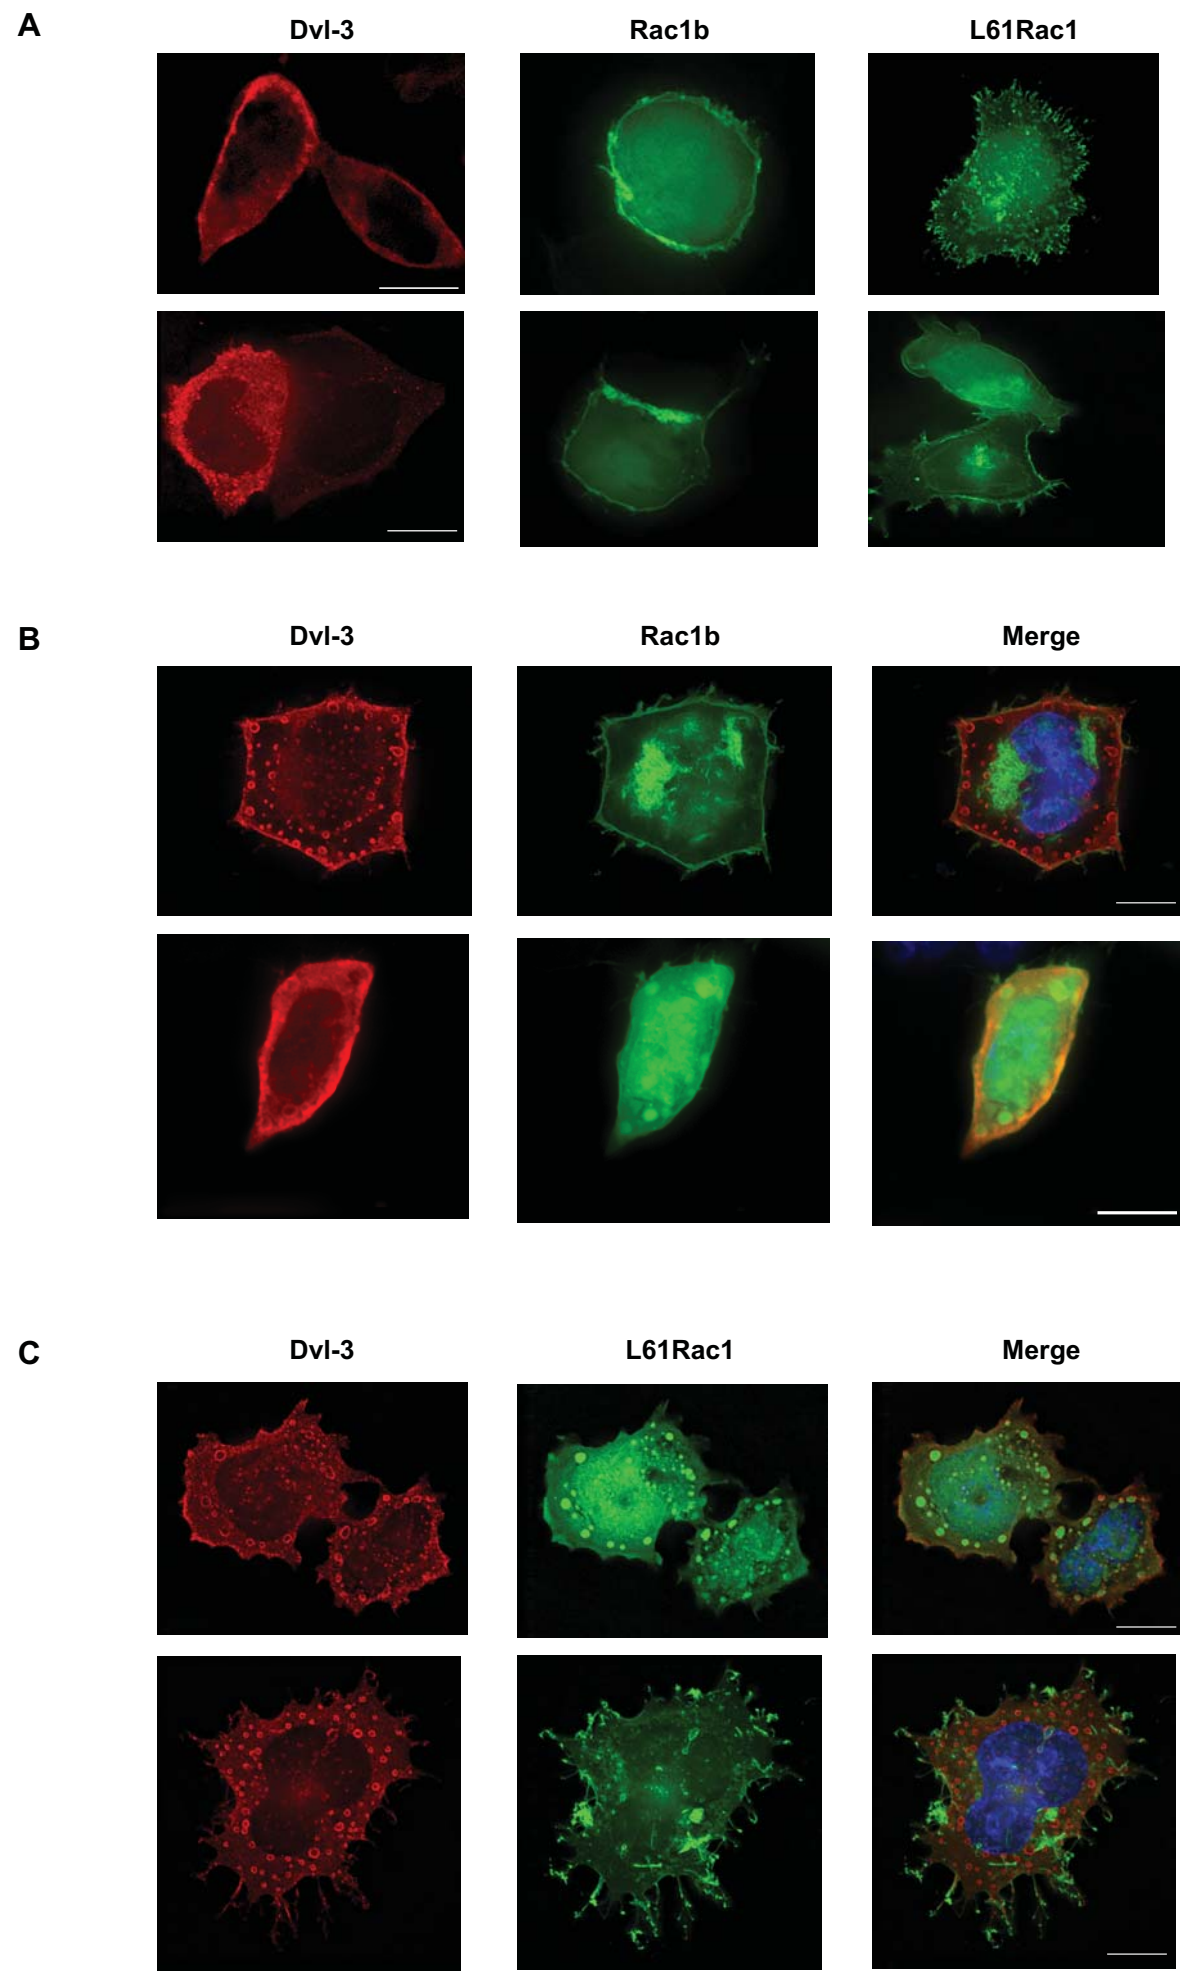 A
Dvl-3 Rac1b L61Rac1
B
Dvl-3 Rac1b Merge
C
Dvl-3 L61Rac1 Merge